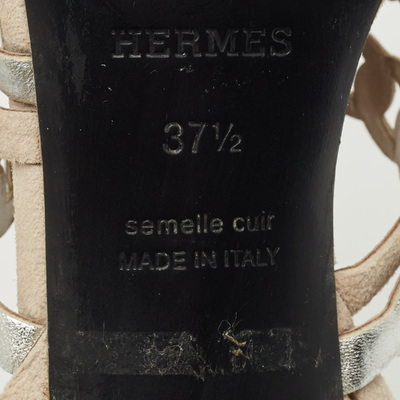 HERMES
37½
semelle cuir
MADE IN ITALY